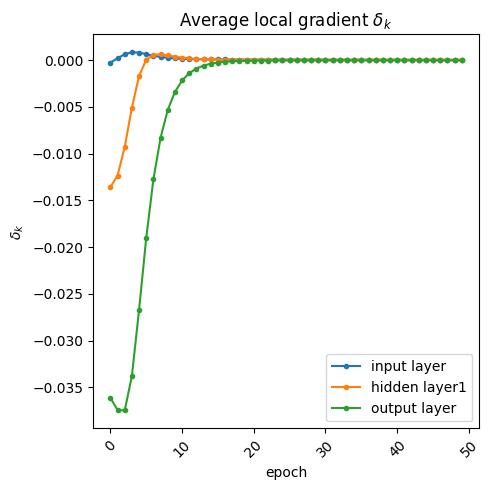 Average local gradient δₖ
0.000
−0.005
−0.010
−0.015
−0.020
−0.025
−0.030
−0.035
δₖ
input layer
hidden layer1
output layer
0 10 20 30 40 50
epoch